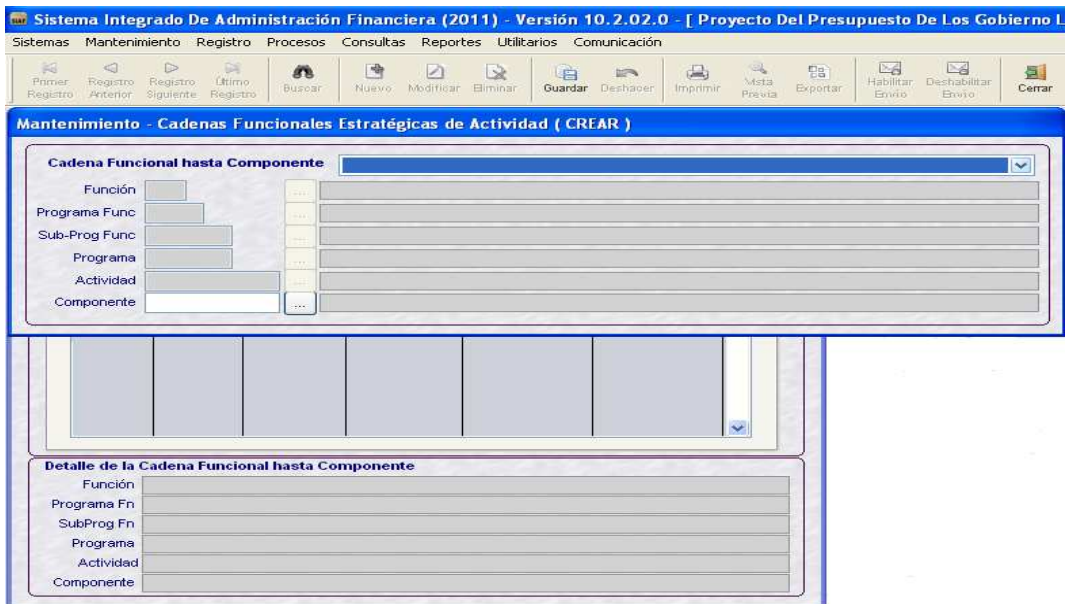 Sistema Integrado De Administración Financiera (2011) - Versión 10.2.02.0 - [ Proyecto Del Presupuesto De Los Gobierno L
Sistemas Mantenimiento Registro Procesos Consultas Reportes Utilitarios Comunicación
Primer Registro Registro Anterior Registro Siguiente Último Registro Buscar Nuevo Modificar Eliminar Guardar Deshacer Imprimir Vista Previa Exportar Habilitar Envío Deshabilitar Envío Cerrar
Mantenimiento - Cadenas Funcionales Estratégicas de Actividad ( CREAR )
Cadena Funcional hasta Componente
Función ...
Programa Func ...
Sub-Prog Func ...
Programa ...
Actividad ...
Componente ...
Detalle de la Cadena Funcional hasta Componente
Función
Programa Fn
SubProg Fn
Programa
Actividad
Componente